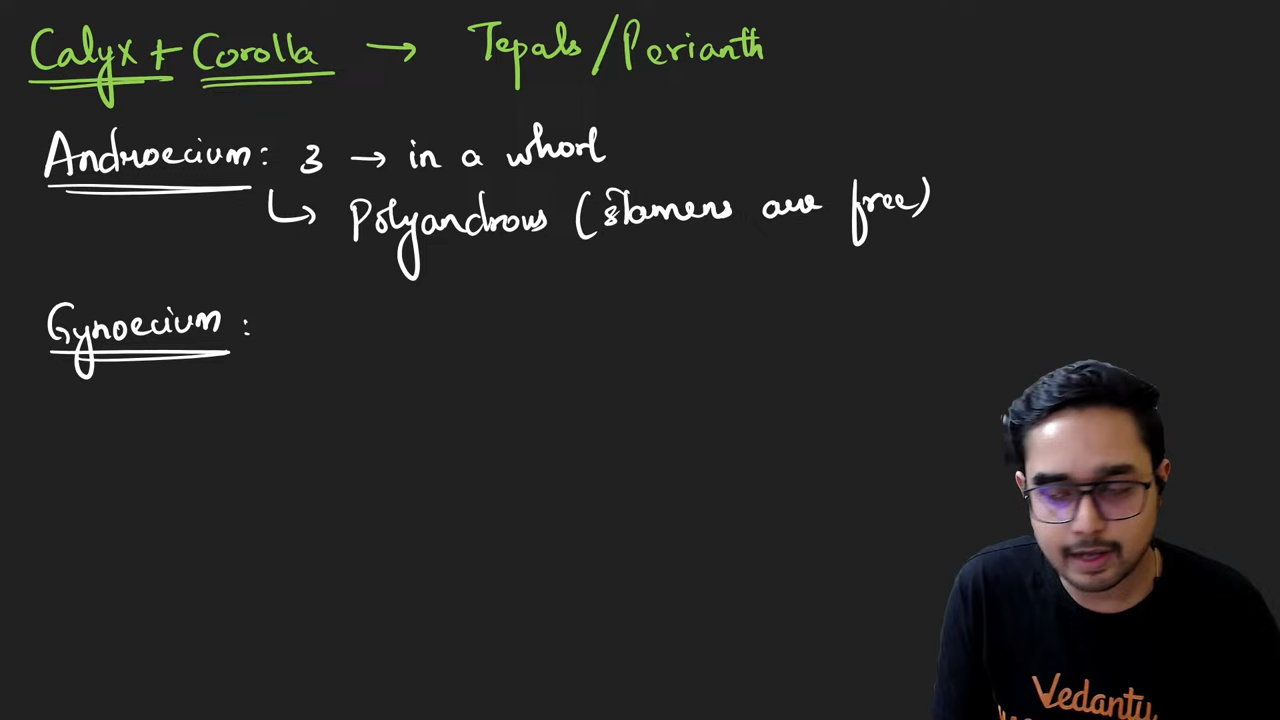 Calyx + Corolla → Tepals/Perianth
Androecium: 3 → in a whorl
↳ Polyandrous (stamens are free)
Gynoecium:
Vedantu